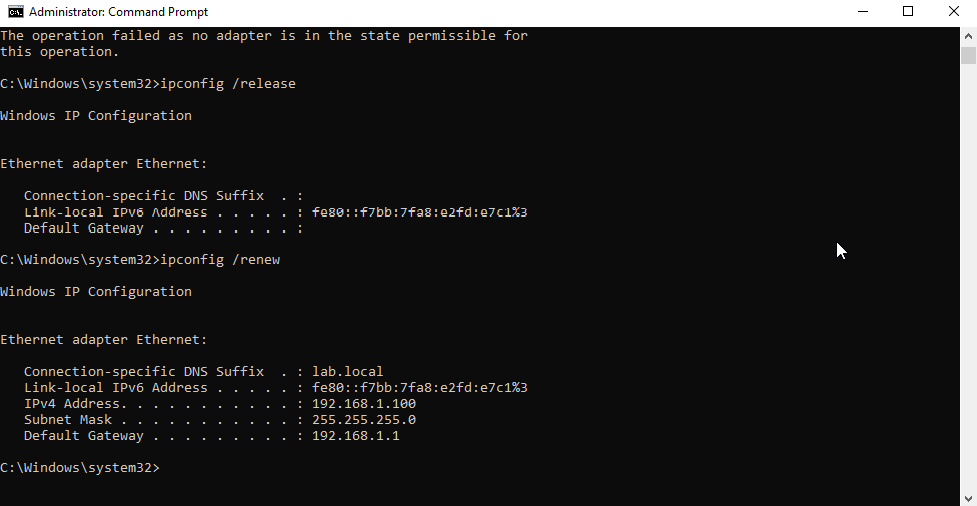 Administrator: Command Prompt
The operation failed as no adapter is in the state permissible for
this operation.
C:\Windows\system32>ipconfig /release
Windows IP Configuration
Ethernet adapter Ethernet:
   Connection-specific DNS Suffix  . :
   Link-local IPv6 Address . . . . . : fe80::f7bb:7fa8:e2fd:e7c1%3
   Default Gateway . . . . . . . . . :
C:\Windows\system32>ipconfig /renew
Windows IP Configuration
Ethernet adapter Ethernet:
   Connection-specific DNS Suffix  . : lab.local
   Link-local IPv6 Address . . . . . : fe80::f7bb:7fa8:e2fd:e7c1%3
   IPv4 Address. . . . . . . . . . . : 192.168.1.100
   Subnet Mask . . . . . . . . . . . : 255.255.255.0
   Default Gateway . . . . . . . . . : 192.168.1.1
C:\Windows\system32>